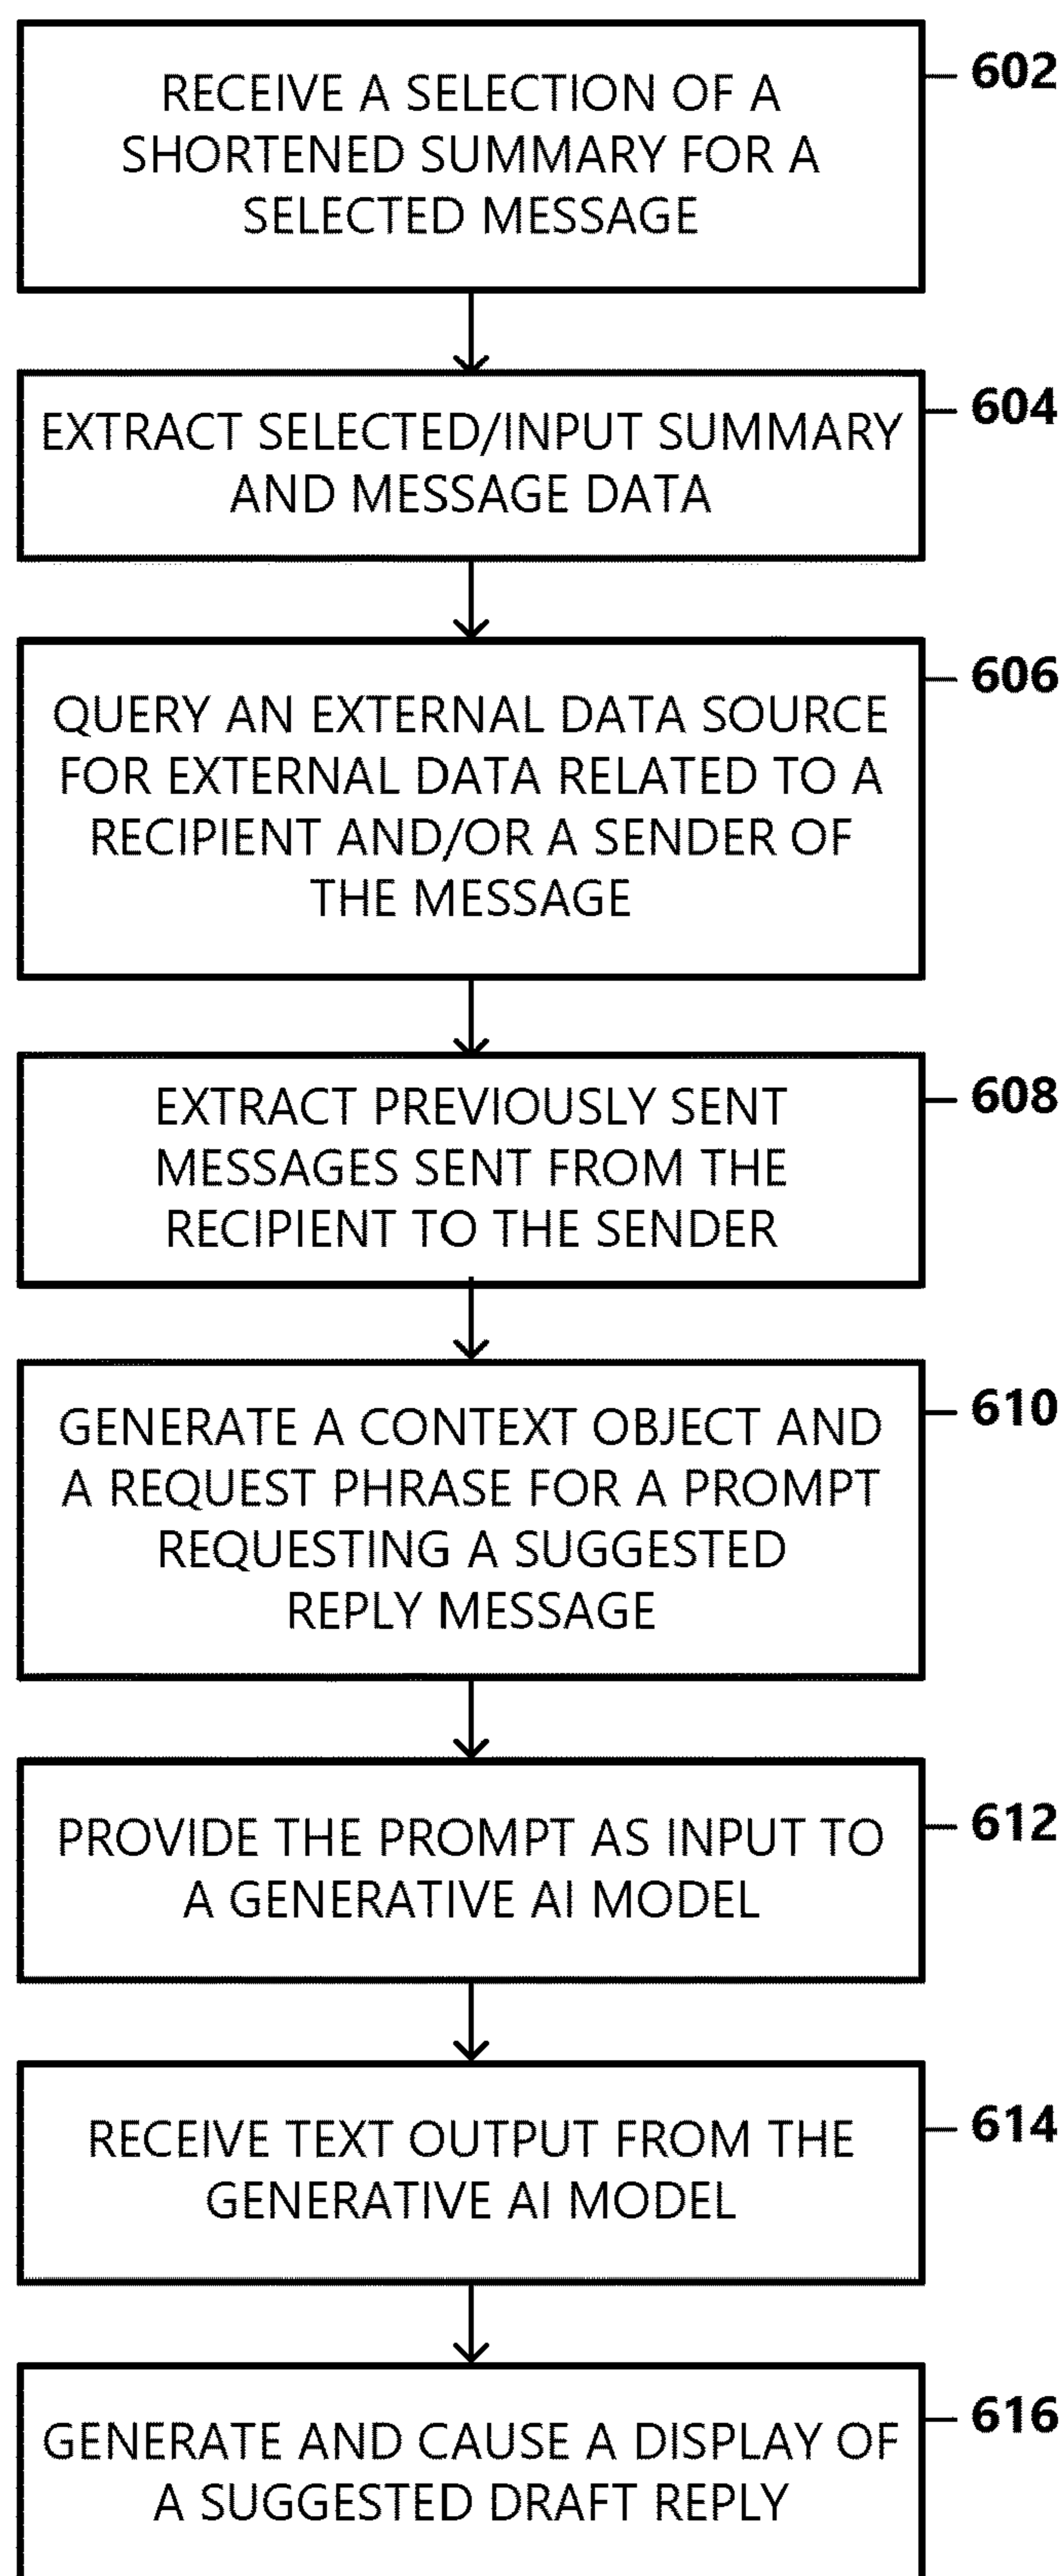 RECEIVE A SELECTION OF A
SHORTENED SUMMARY FOR A
SELECTED MESSAGE
602
EXTRACT SELECTED/INPUT SUMMARY
AND MESSAGE DATA
604
QUERY AN EXTERNAL DATA SOURCE
FOR EXTERNAL DATA RELATED TO A
RECIPIENT AND/OR A SENDER OF
THE MESSAGE
606
EXTRACT PREVIOUSLY SENT
MESSAGES SENT FROM THE
RECIPIENT TO THE SENDER
608
GENERATE A CONTEXT OBJECT AND
A REQUEST PHRASE FOR A PROMPT
REQUESTING A SUGGESTED
REPLY MESSAGE
610
PROVIDE THE PROMPT AS INPUT TO
A GENERATIVE AI MODEL
612
RECEIVE TEXT OUTPUT FROM THE
GENERATIVE AI MODEL
614
GENERATE AND CAUSE A DISPLAY OF
A SUGGESTED DRAFT REPLY
616